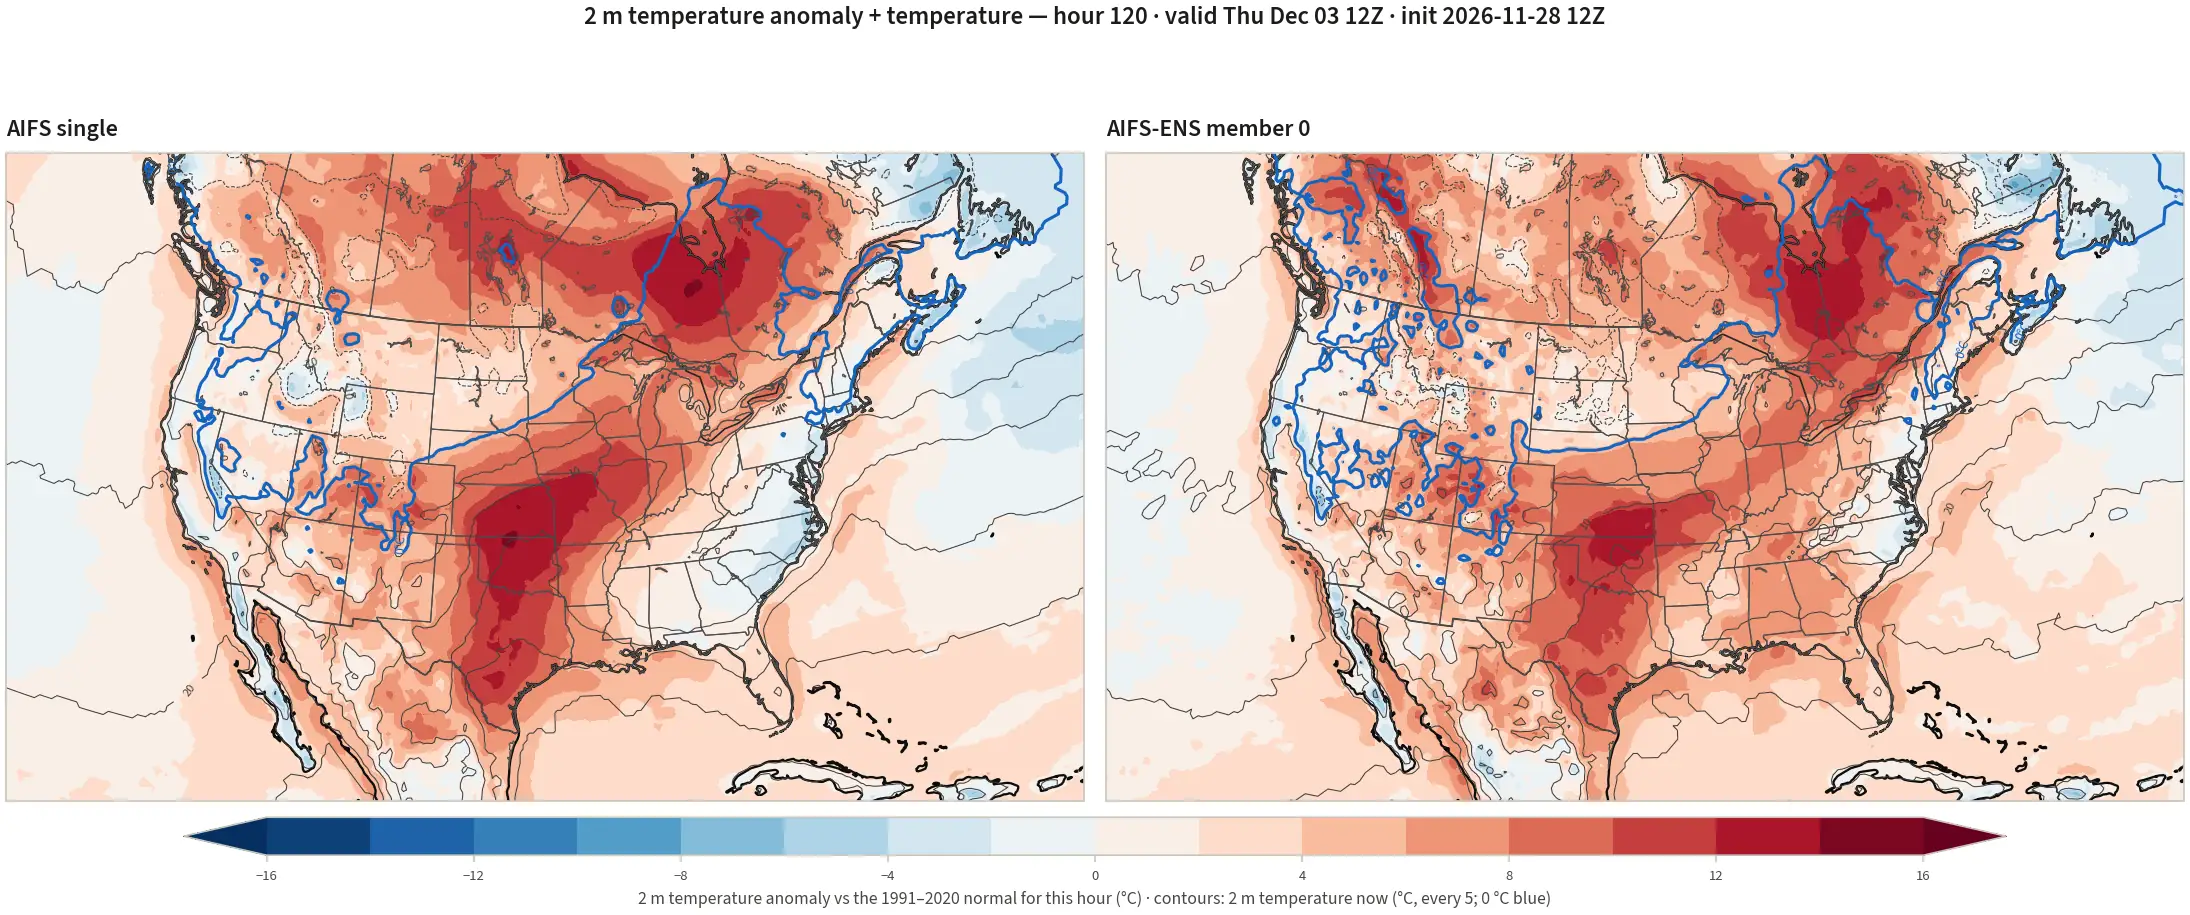 2 m temperature anomaly + temperature — hour 120 · valid Thu Dec 03 12Z · init 2026-11-28 12Z
AIFS single
AIFS-ENS member 0
−16 −12 −8 −4 0 4 8 12 16
2 m temperature anomaly vs the 1991–2020 normal for this hour (°C) · contours: 2 m temperature now (°C, every 5; 0 °C blue)